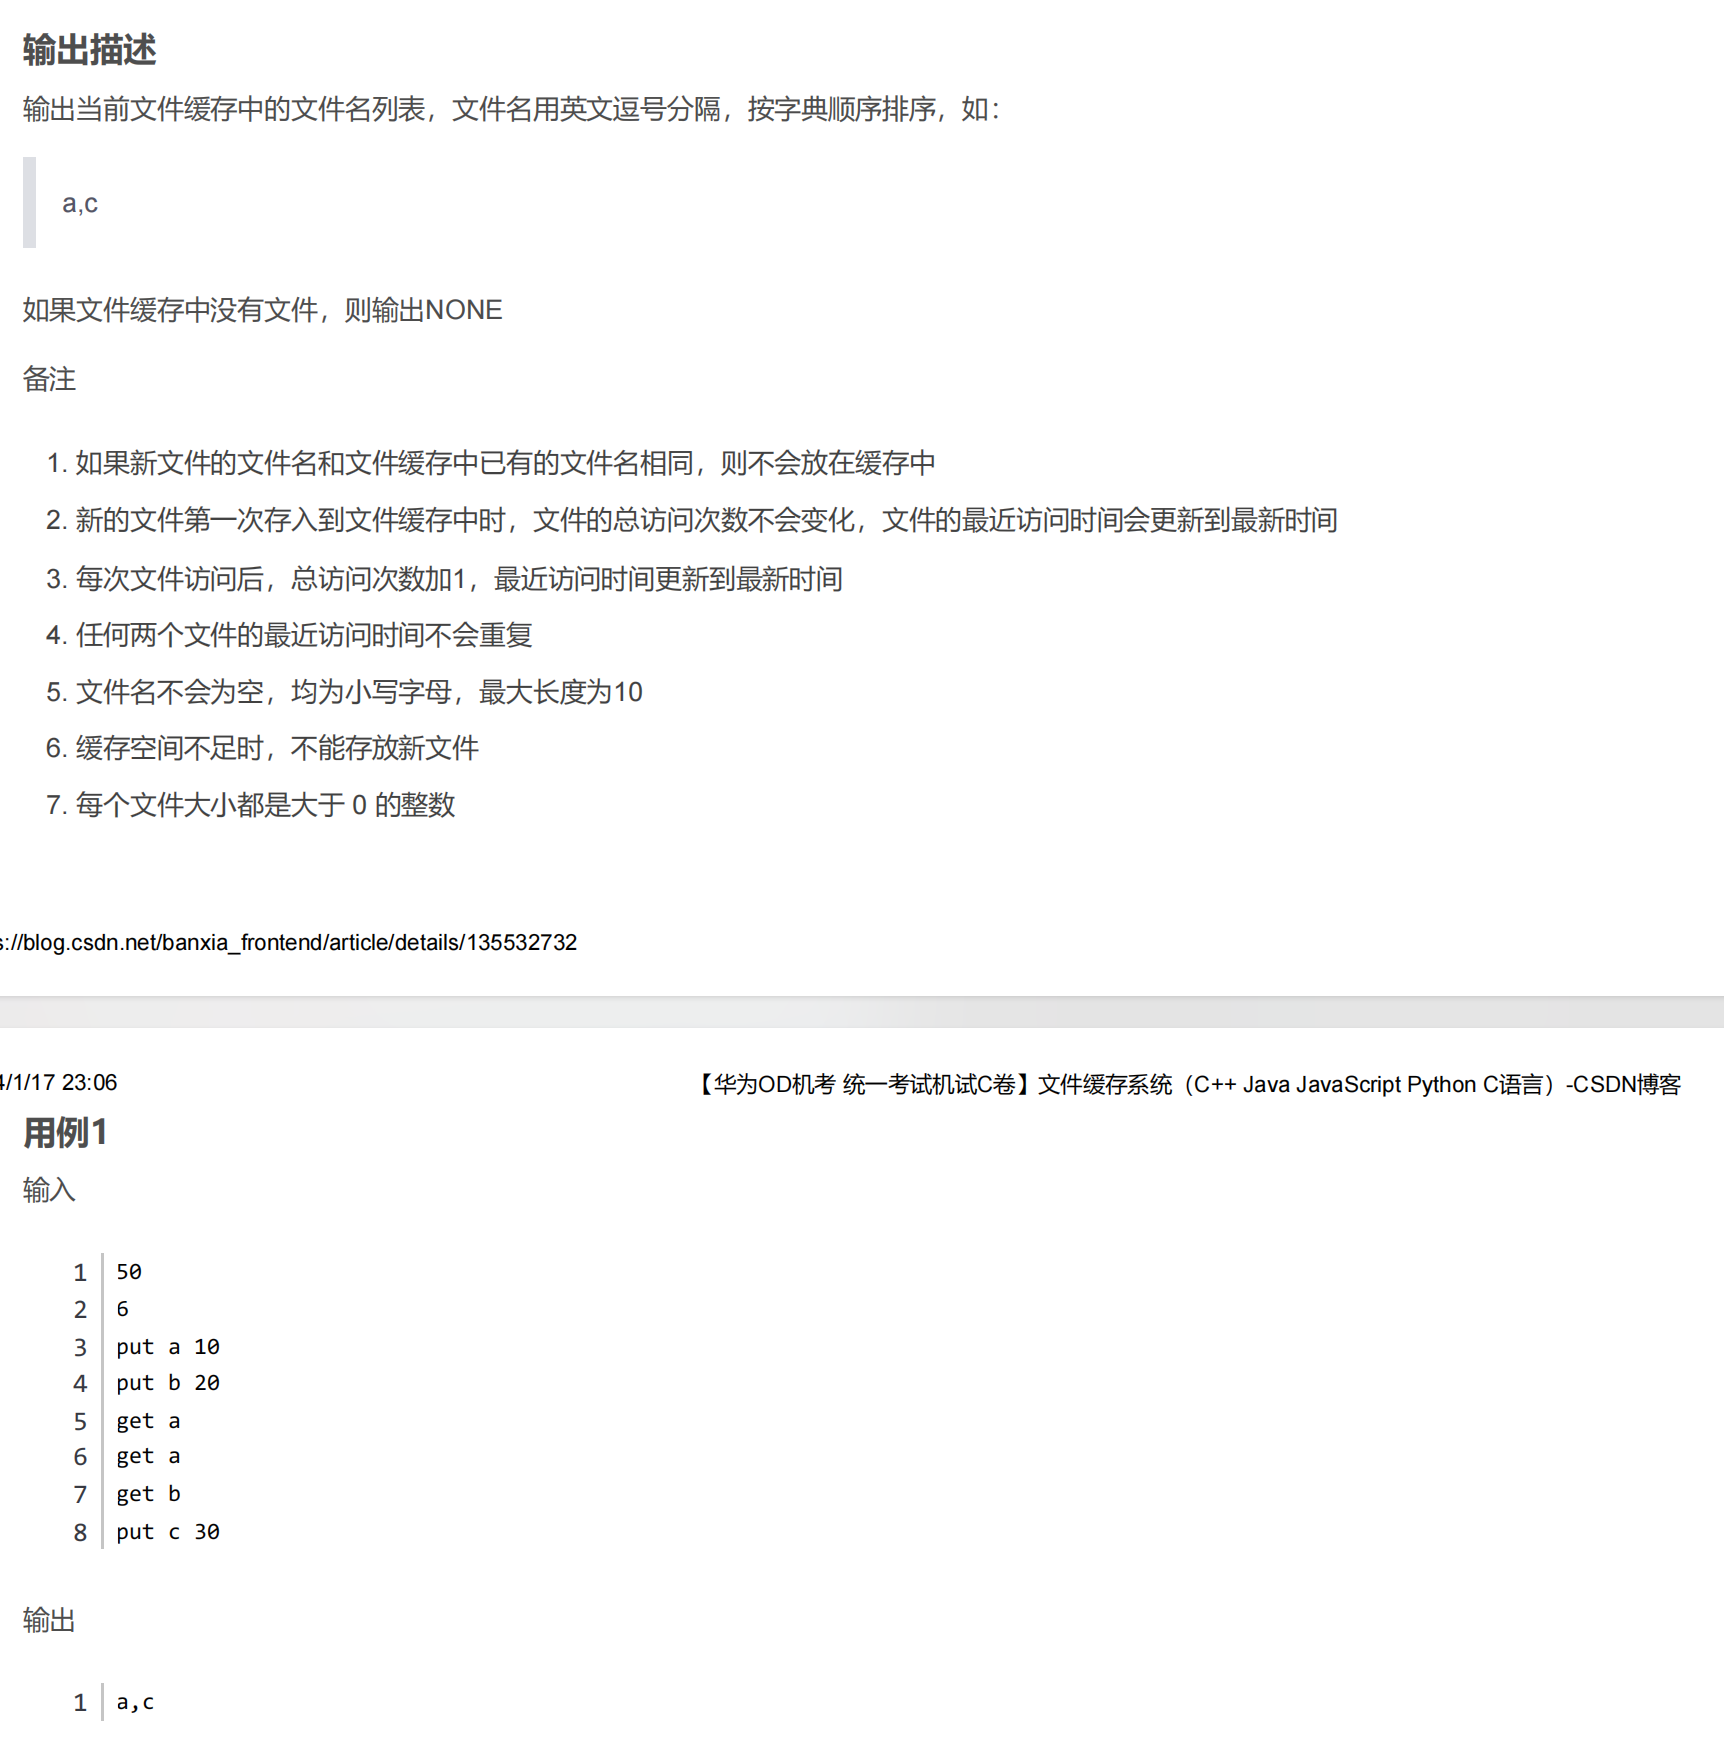 输出描述
输出当前文件缓存中的文件名列表，文件名用英文逗号分隔，按字典顺序排序，如：
a,c
如果文件缓存中没有文件，则输出NONE
备注
1. 如果新文件的文件名和文件缓存中已有的文件名相同，则不会放在缓存中
2. 新的文件第一次存入到文件缓存中时，文件的总访问次数不会变化，文件的最近访问时间会更新到最新时间
3. 每次文件访问后，总访问次数加1，最近访问时间更新到最新时间
4. 任何两个文件的最近访问时间不会重复
5. 文件名不会为空，均为小写字母，最大长度为10
6. 缓存空间不足时，不能存放新文件
7. 每个文件大小都是大于 0 的整数
s://blog.csdn.net/banxia_frontend/article/details/135532732
4/1/17 23:06
【华为OD机考 统一考试机试C卷】文件缓存系统（C++ Java JavaScript Python C语言）-CSDN博客
用例1
输入
1 50
2 6
3 put a 10
4 put b 20
5 get a
6 get a
7 get b
8 put c 30
输出
1 a,c